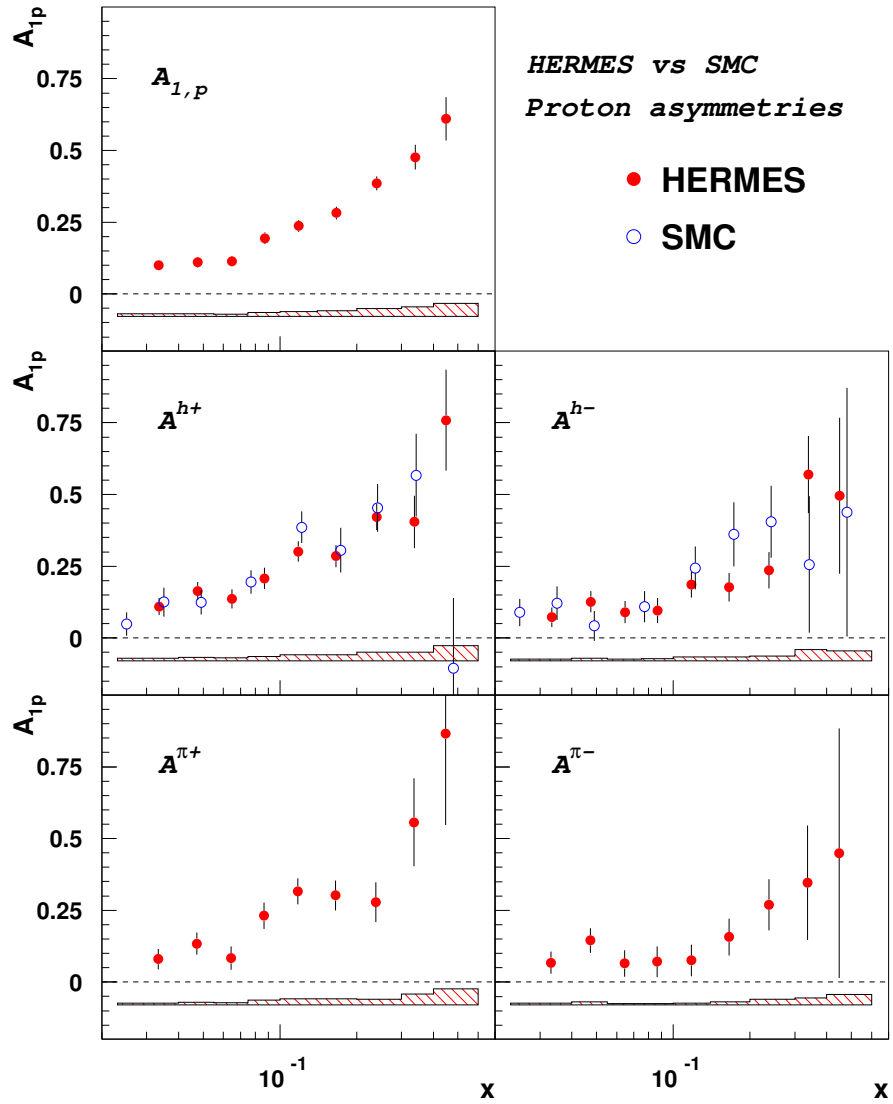 A1p
A1,p
0.75
0.5
0.25
0
HERMES vs SMC
Proton asymmetries
HERMES
SMC
A1p
Ah+
0.75
0.5
0.25
0
Ah−
A1p
Aπ+
0.75
0.5
0.25
0
Aπ−
10-1
x
10-1
x